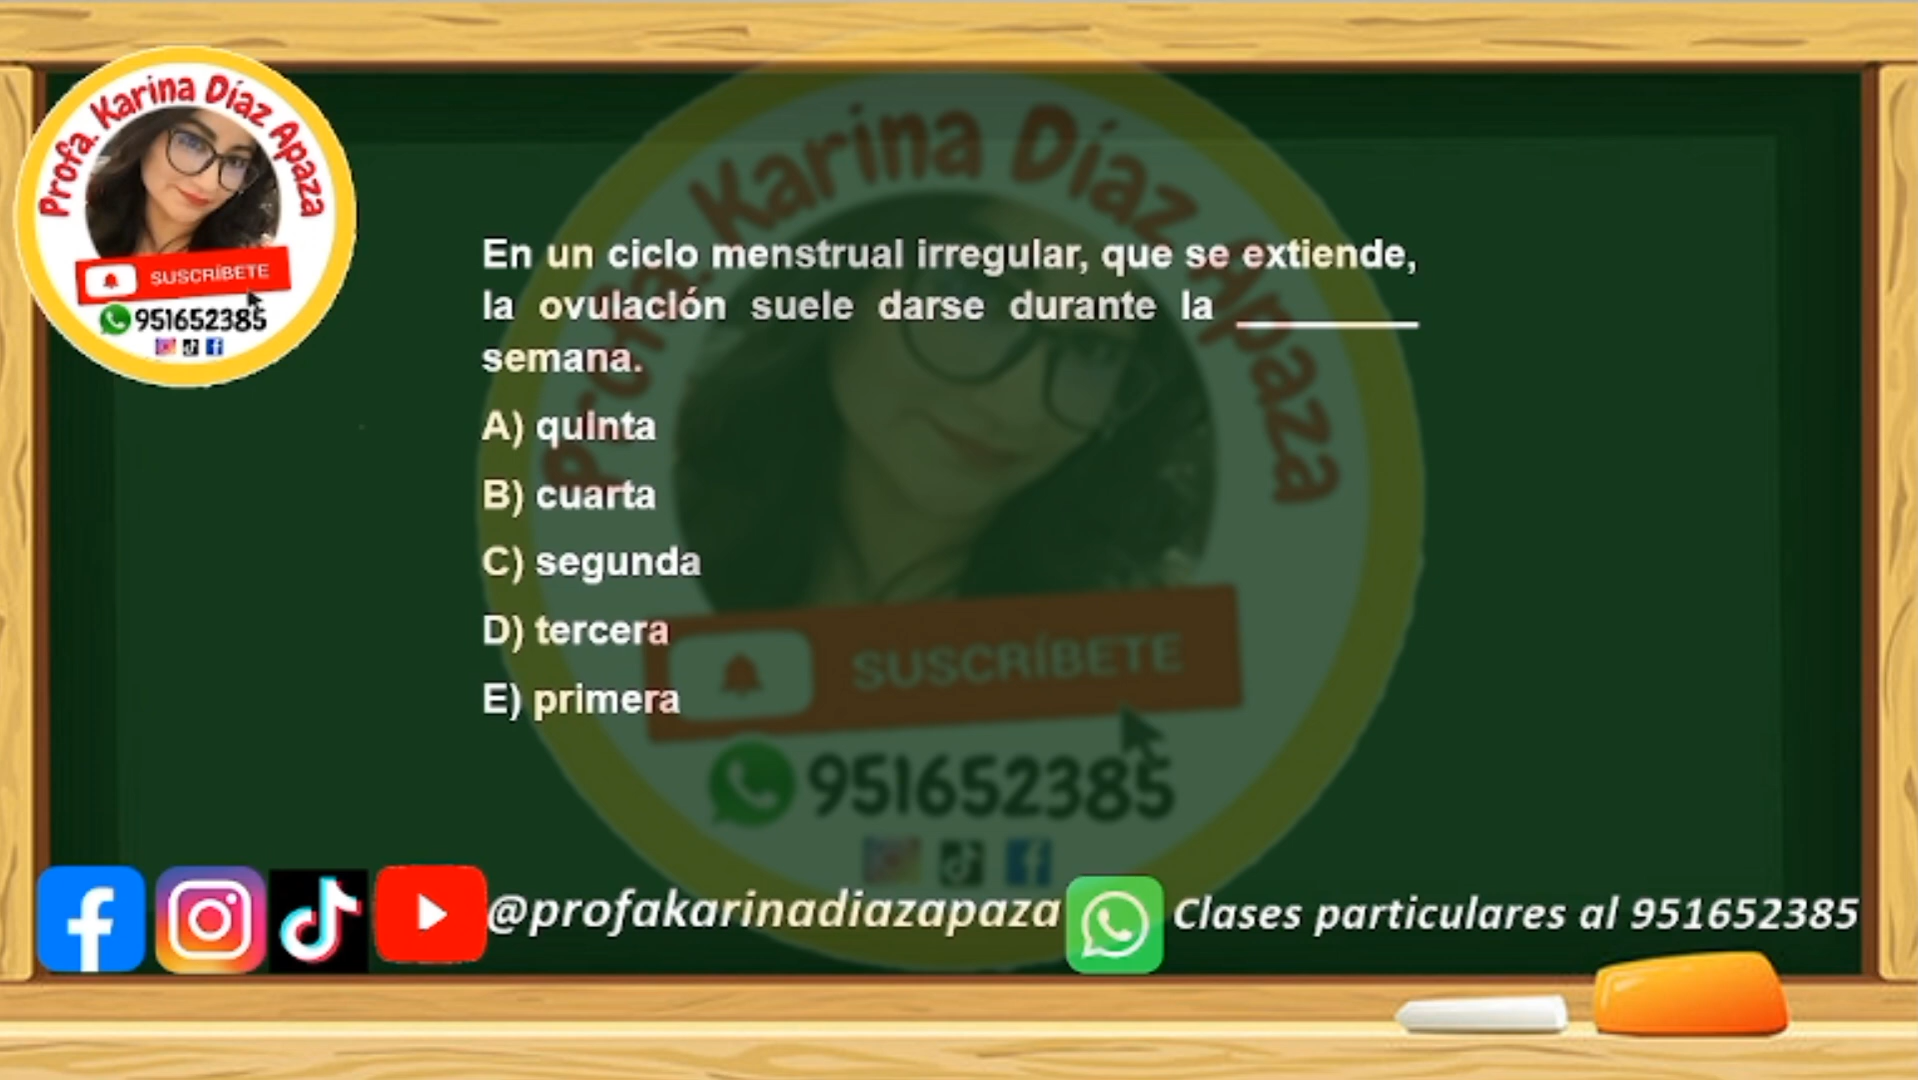 Profa. Karina Díaz Apaza
SUSCRÍBETE
951652385
En un ciclo menstrual irregular, que se extiende,
la ovulación suele darse durante la ________
semana.
A) quinta
B) cuarta
C) segunda
D) tercera
E) primera
Profa. Karina Díaz Apaza
SUSCRÍBETE
951652385
@profakarinadiazapaza
Clases particulares al 951652385